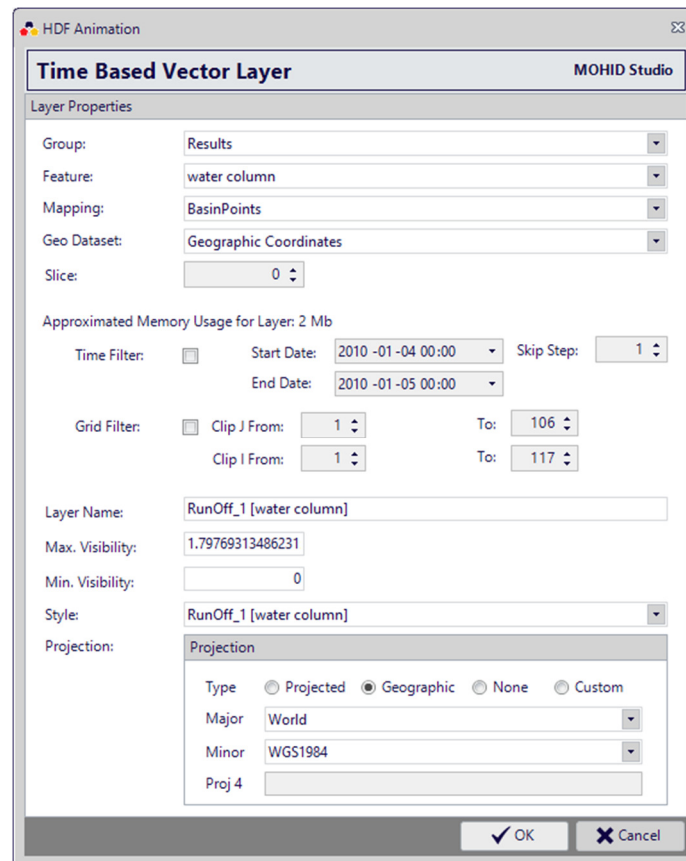 HDF Animation
Time Based Vector Layer MOHID Studio
Layer Properties
Group: Results
Feature: water column
Mapping: BasinPoints
Geo Dataset: Geographic Coordinates
Slice: 0
Approximated Memory Usage for Layer: 2 Mb
Time Filter: Start Date: 2010 -01-04 00:00 Skip Step: 1
End Date: 2010 -01-05 00:00
Grid Filter: Clip J From: 1 To: 106
Clip I From: 1 To: 117
Layer Name: RunOff_1 [water column]
Max. Visibility: 1.79769313486231
Min. Visibility: 0
Style: RunOff_1 [water column]
Projection: Projection
Type Projected Geographic None Custom
Major World
Minor WGS1984
Proj 4
OK Cancel